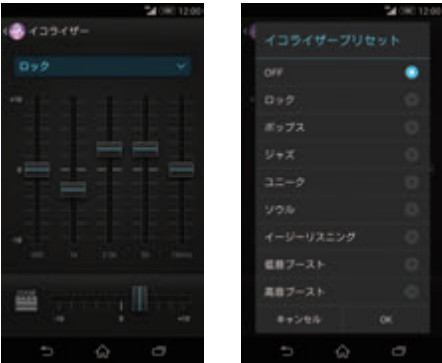 12:00
イコライザー
ロック
+10
0
-10
-10
0
+10
12:00
イコライザープリセット
OFF
ロック
ポップス
ジャズ
ユニーク
ソウル
イージーリスニング
低音ブースト
高音ブースト
キャンセル
OK